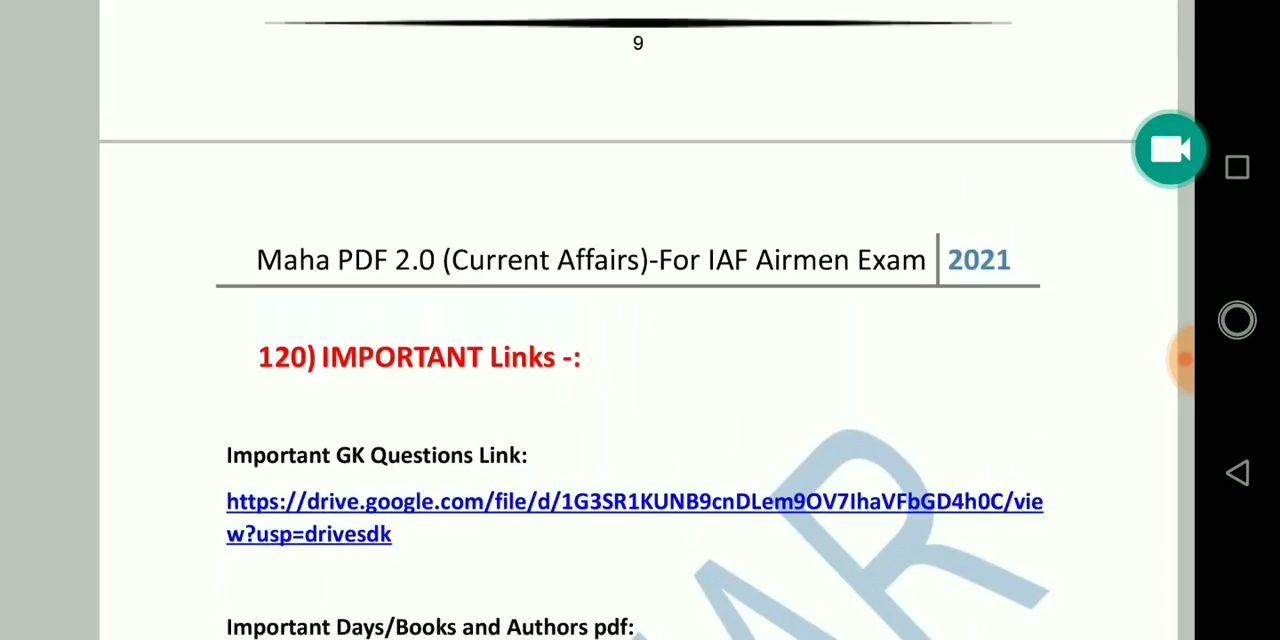 9
Maha PDF 2.0 (Current Affairs)-For IAF Airmen Exam 2021
120) IMPORTANT Links -:
Important GK Questions Link:
https://drive.google.com/file/d/1G3SR1KUNB9cnDLem9OV7IhaVFbGD4h0C/vie
w?usp=drivesdk
Important Days/Books and Authors pdf:
MR